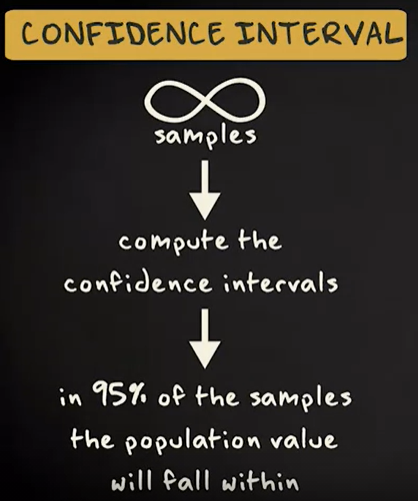 CONFIDENCE INTERVAL
∞
samples
compute the
confidence intervals
in 95% of the samples
the population value
will fall within